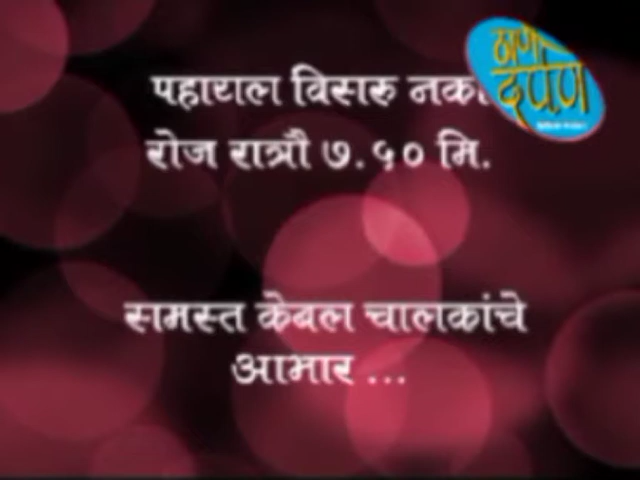 ठाणे
दर्पण
पहायला विसरु नका
रोज रात्रौ ७.५० मि.
समस्त केबल चालकांचे
आभार ...